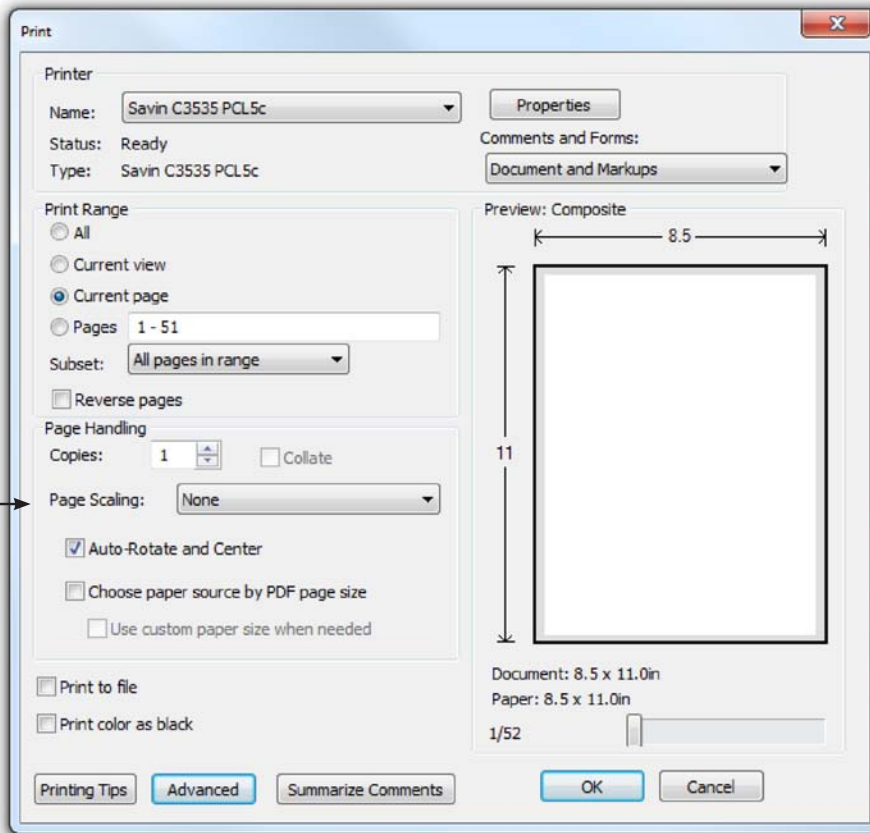 Print
Printer
Name: Savin C3535 PCL5c Properties
Status: Ready Comments and Forms:
Type: Savin C3535 PCL5c Document and Markups
Print Range
All
Current view
Current page
Pages 1 - 51
Subset: All pages in range
Reverse pages
Page Handling
Copies: 1 Collate
Page Scaling: None
Auto-Rotate and Center
Choose paper source by PDF page size
Use custom paper size when needed
Print to file
Print color as black
Preview: Composite
8.5
11
Document: 8.5 x 11.0in
Paper: 8.5 x 11.0in
1/52
Printing Tips Advanced Summarize Comments OK Cancel